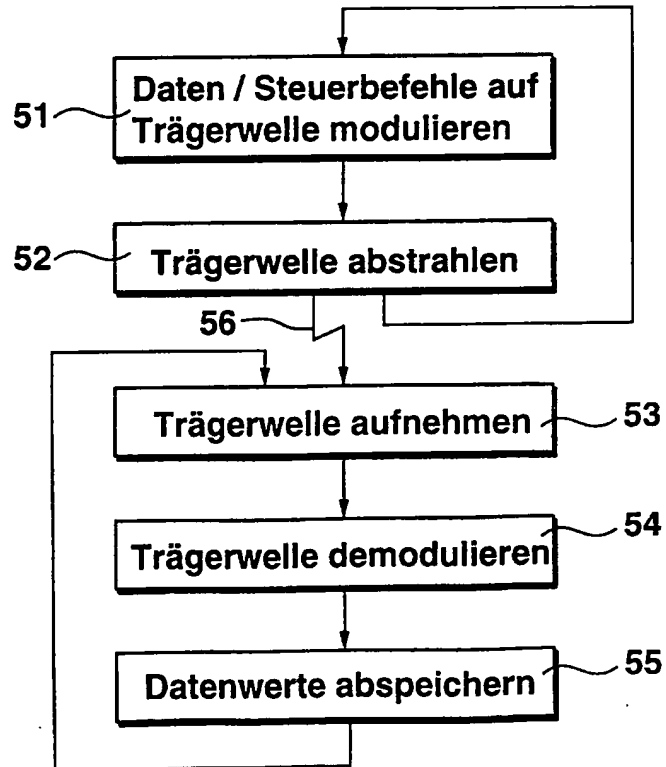 51
Daten / Steuerbefehle auf
Trägerwelle modulieren
52
Trägerwelle abstrahlen
56
Trägerwelle aufnehmen
53
Trägerwelle demodulieren
54
Datenwerte abspeichern
55